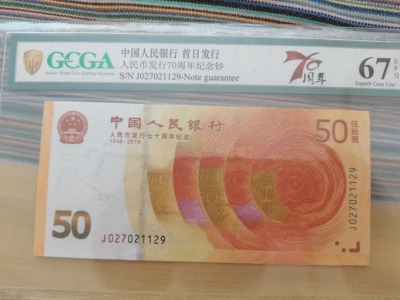 GCGA
中国人民银行 首日发行
人民币发行70周年纪念钞
S/N J027021129-Note guarantee
70
周年
67
EPQ
Superb Gem Unc
中国人民银行
人民币发行七十周年纪念
1948-2018
50
伍拾圆
50
J027021129